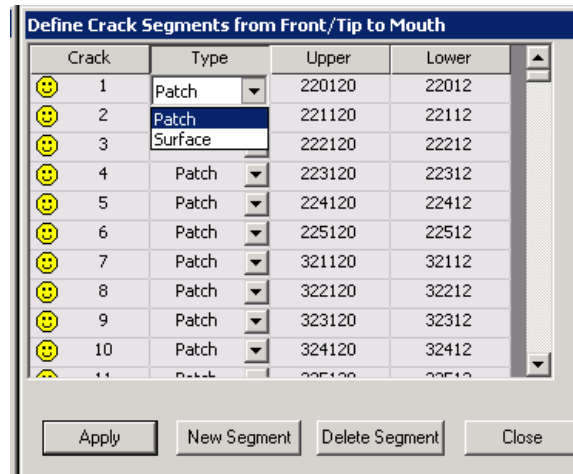 Define Crack Segments from Front/Tip to Mouth
Crack Type Upper Lower
1 Patch 220120 22012
2 Patch 221120 22112
3 Surface 222120 22212
4 Patch 223120 22312
5 Patch 224120 22412
6 Patch 225120 22512
7 Patch 321120 32112
8 Patch 322120 32212
9 Patch 323120 32312
10 Patch 324120 32412
Apply New Segment Delete Segment Close